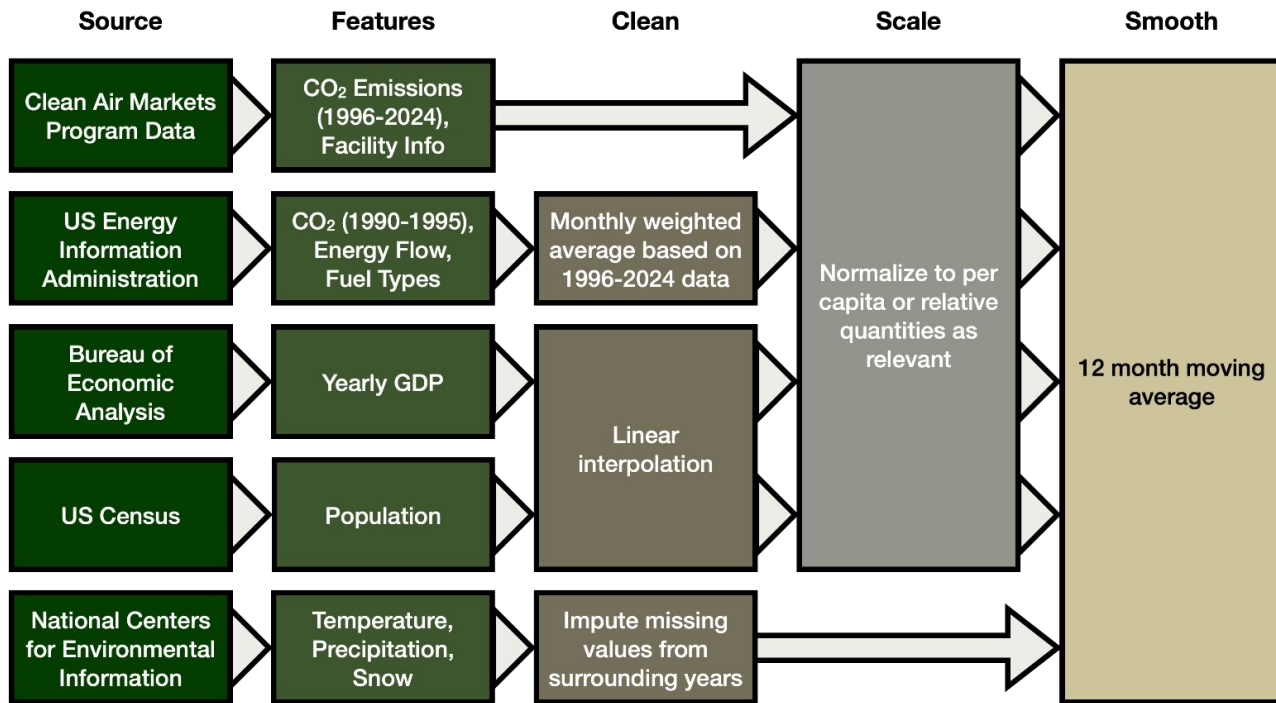 Source
Features
Clean
Scale
Smooth
Clean Air Markets
Program Data
CO₂ Emissions
(1996-2024),
Facility Info
US Energy
Information
Administration
CO₂ (1990-1995),
Energy Flow,
Fuel Types
Monthly weighted
average based on
1996-2024 data
Bureau of
Economic
Analysis
Yearly GDP
Linear
interpolation
US Census
Population
National Centers
for Environmental
Information
Temperature,
Precipitation,
Snow
Impute missing
values from
surrounding years
Normalize to per
capita or relative
quantities as
relevant
12 month moving
average